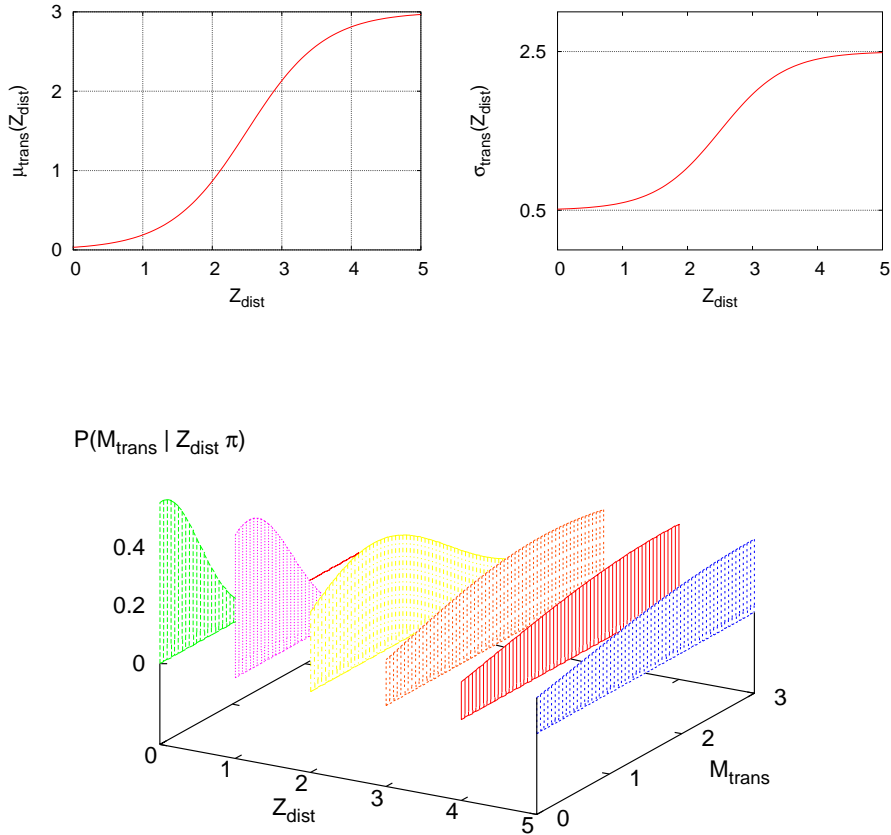 3
2
1
0
μtrans(Zdist)
0 1 2 3 4 5
Zdist
2.5
0.5
σtrans(Zdist)
0 1 2 3 4 5
Zdist
P(Mtrans | Zdist π)
0.4
0.2
0
0 1 2 3 4 5
Zdist
0 1 2 3
Mtrans